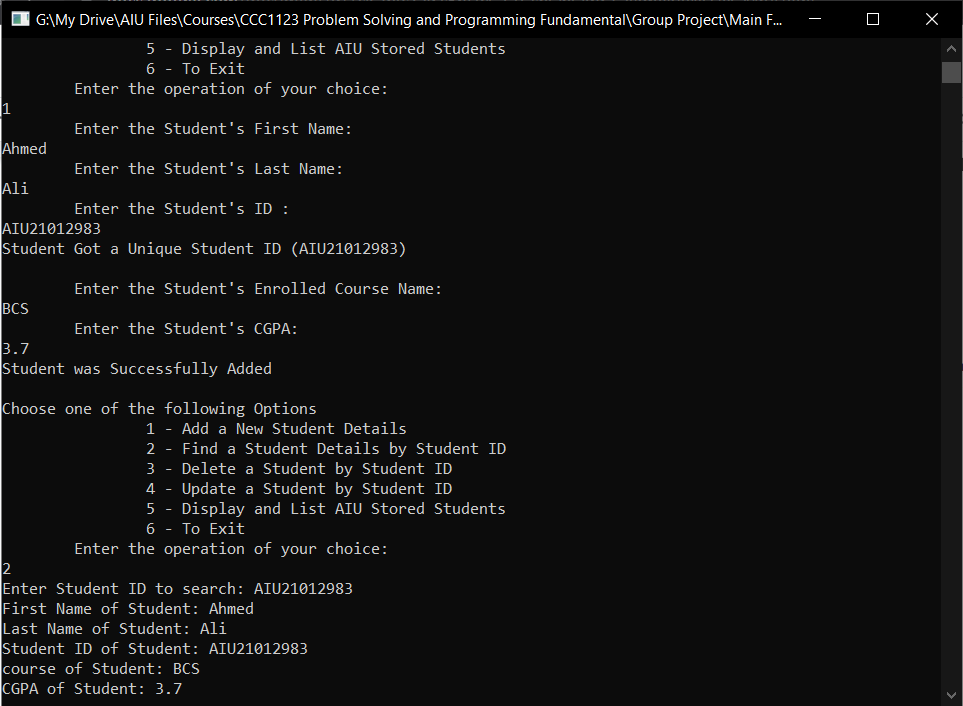 G:\My Drive\AIU Files\Courses\CCC1123 Problem Solving and Programming Fundamental\Group Project\Main F...
5 - Display and List AIU Stored Students
6 - To Exit
Enter the operation of your choice:
1
Enter the Student's First Name:
Ahmed
Enter the Student's Last Name:
Ali
Enter the Student's ID :
AIU21012983
Student Got a Unique Student ID (AIU21012983)
Enter the Student's Enrolled Course Name:
BCS
Enter the Student's CGPA:
3.7
Student was Successfully Added
Choose one of the following Options
1 - Add a New Student Details
2 - Find a Student Details by Student ID
3 - Delete a Student by Student ID
4 - Update a Student by Student ID
5 - Display and List AIU Stored Students
6 - To Exit
Enter the operation of your choice:
2
Enter Student ID to search: AIU21012983
First Name of Student: Ahmed
Last Name of Student: Ali
Student ID of Student: AIU21012983
course of Student: BCS
CGPA of Student: 3.7